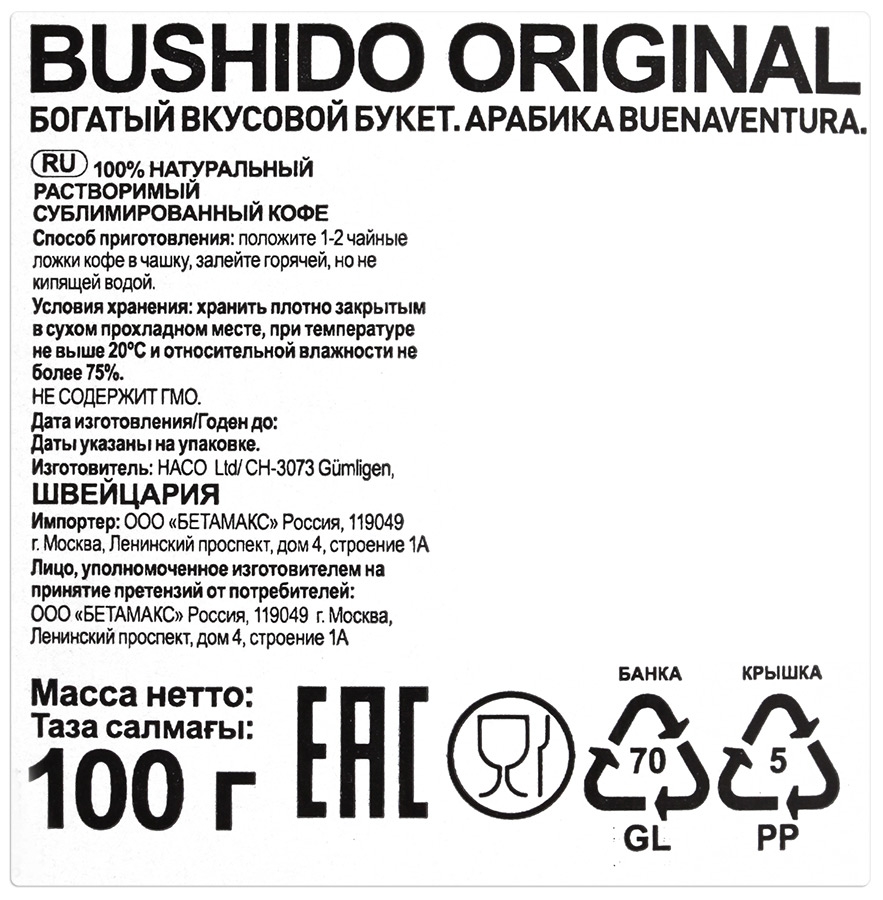 BUSHIDO ORIGINAL
БОГАТЫЙ ВКУСОВОЙ БУКЕТ. АРАБИКА BUENAVENTURA.
RU 100% НАТУРАЛЬНЫЙ
РАСТВОРИМЫЙ
СУБЛИМИРОВАННЫЙ КОФЕ
Способ приготовления: положите 1-2 чайные
ложки кофе в чашку, залейте горячей, но не
кипящей водой.
Условия хранения: хранить плотно закрытым
в сухом прохладном месте, при температуре
не выше 20ºС и относительной влажности не
более 75%.
НЕ СОДЕРЖИТ ГМО.
Дата изготовления/Годен до:
Даты указаны на упаковке.
Изготовитель: HACO Ltd/ CH-3073 Gümligen,
ШВЕЙЦАРИЯ
Импортер: ООО «БЕТАМАКС» Россия, 119049
г. Москва, Ленинский проспект, дом 4, строение 1А
Лицо, уполномоченное изготовителем на
принятие претензий от потребителей:
ООО «БЕТАМАКС» Россия, 119049 г. Москва,
Ленинский проспект, дом 4, строение 1А
Масса нетто:
Таза салмағы:
100 г
EAC
БАНКА
70
GL
КРЫШКА
5
PP